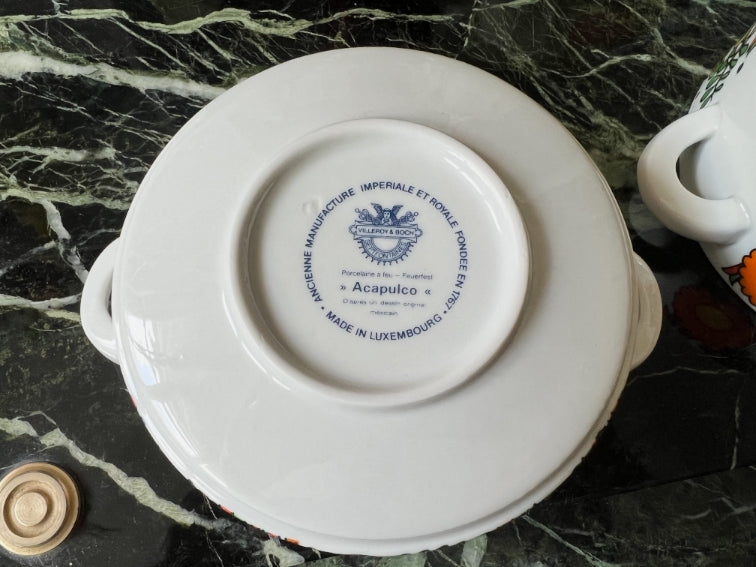 ANCIENNE MANUFACTURE IMPERIALE ET ROYALE FONDEE EN 1767
VILLEROY & BOCH
SEPTFONTAINES
Porcelaine à feu – Feuerfest
» Acapulco «
D'après un dessin original
mexicain
• MADE IN LUXEMBOURG •